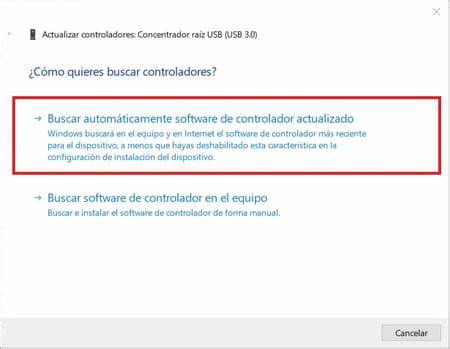 Actualizar controladores: Concentrador raíz USB (USB 3.0)
¿Cómo quieres buscar controladores?
Buscar automáticamente software de controlador actualizado
Windows buscará en el equipo y en Internet el software de controlador más reciente
para el dispositivo, a menos que hayas deshabilitado esta característica en la
configuración de instalación del dispositivo.
Buscar software de controlador en el equipo
Buscar e instalar el software de controlador de forma manual.
Cancelar